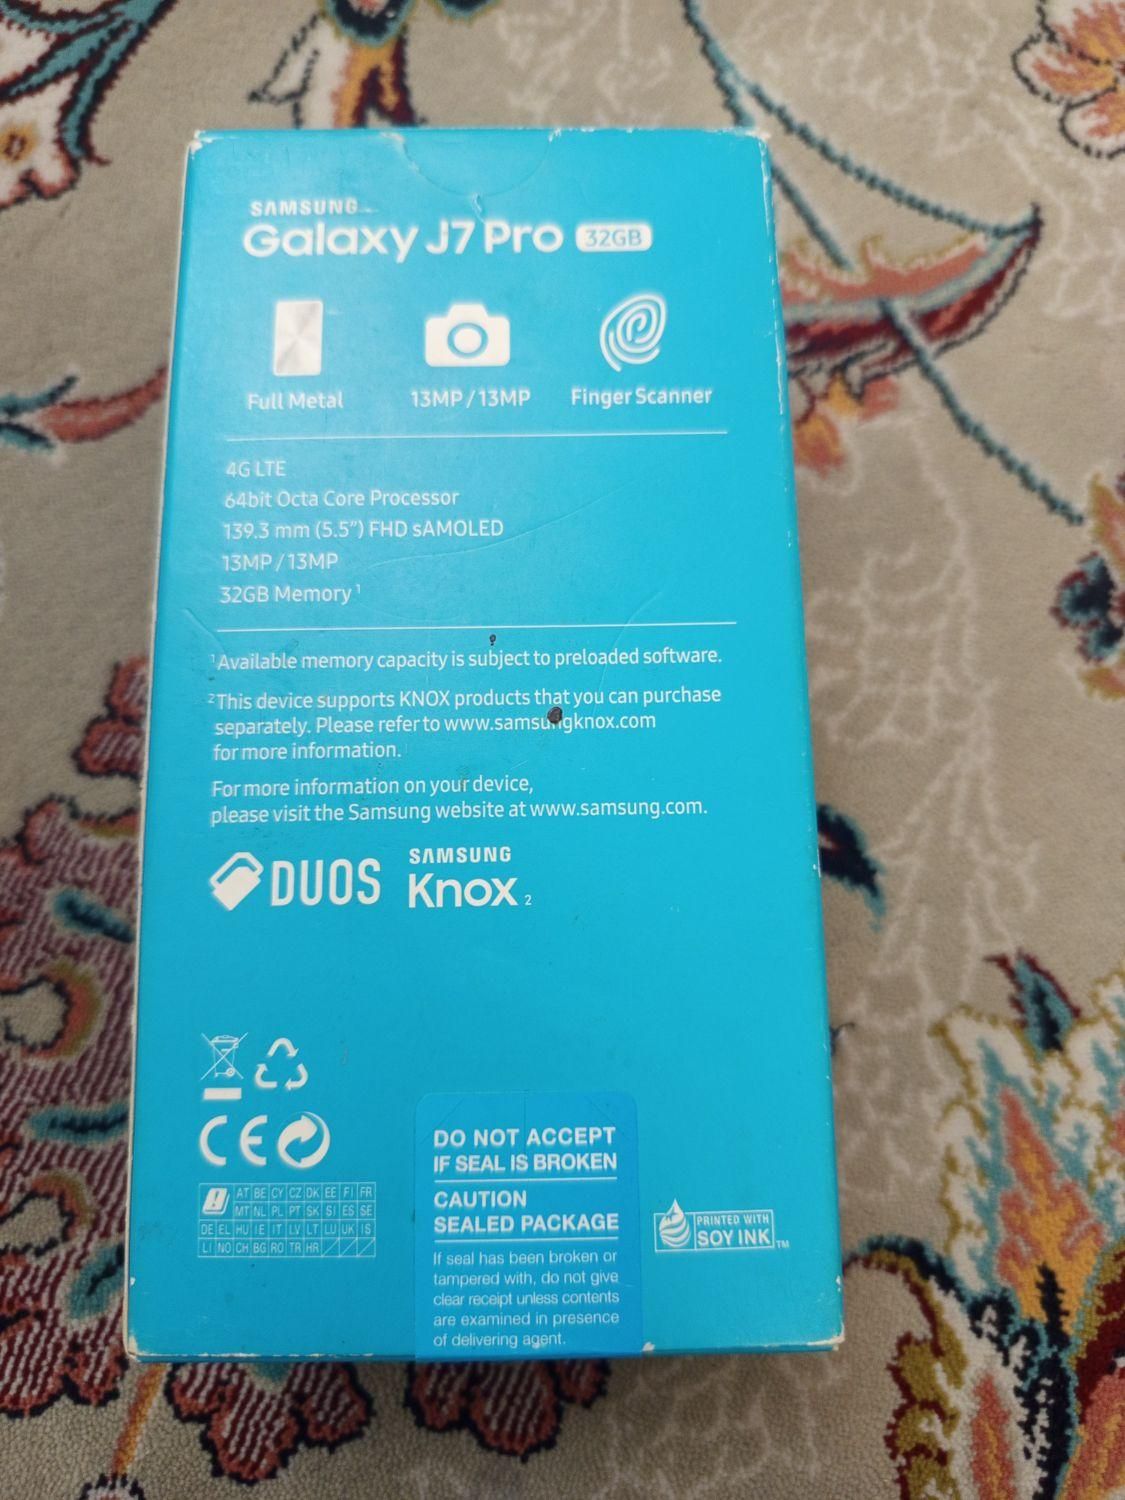 SAMSUNG
Galaxy J7 Pro 32GB
Full Metal
13MP / 13MP
Finger Scanner
4G LTE
64bit Octa Core Processor
139.3 mm (5.5”) FHD sAMOLED
13MP / 13MP
32GB Memory ¹
¹Available memory capacity is subject to preloaded software.
²This device supports KNOX products that you can purchase
separately. Please refer to www.samsungknox.com
for more information.
For more information on your device,
please visit the Samsung website at www.samsung.com.
DUOS
SAMSUNG
Knox 2
CE
AT BE CY CZ DK EE FI FR
MT NL PL PT SK SI ES SE
DE EL HU IE IT LV LT LU UK IS
LI NO CH BG RO TR HR
DO NOT ACCEPT
IF SEAL IS BROKEN
CAUTION
SEALED PACKAGE
If seal has been broken or
tampered with, do not give
clear receipt unless contents
are examined in presence
of delivering agent.
PRINTED WITH
SOY INK TM